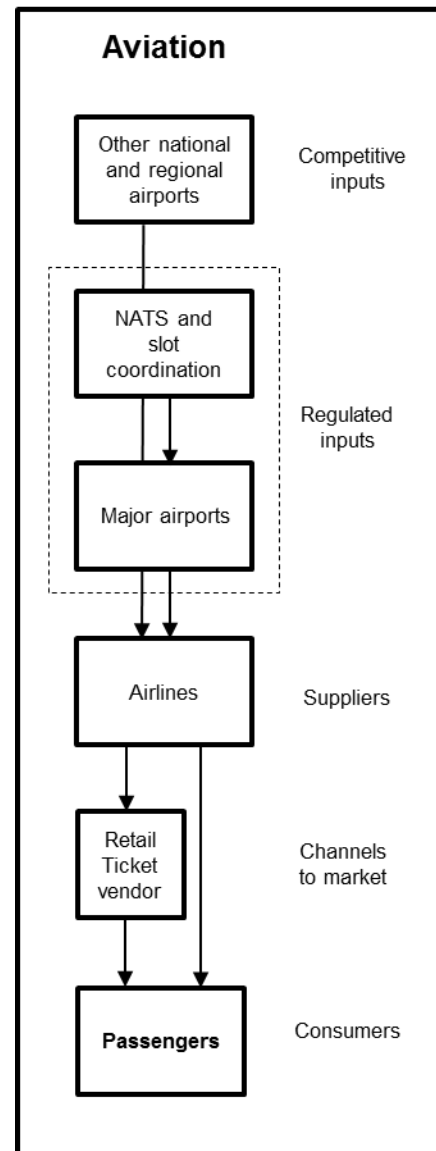 Aviation
Other national
and regional
airports
Competitive
inputs
NATS and
slot
coordination
Regulated
inputs
Major airports
Airlines
Suppliers
Retail
Ticket
vendor
Channels
to market
Passengers
Consumers